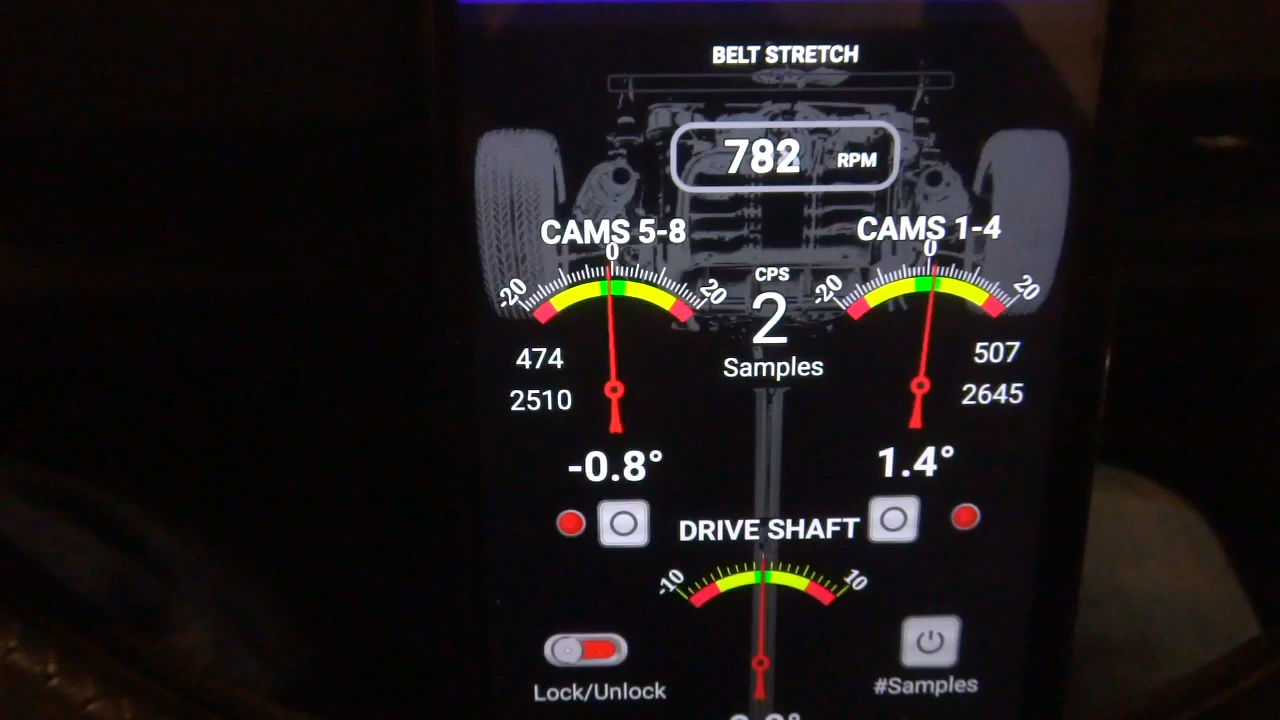 BELT STRETCH
782 RPM
CAMS 5-8
CAMS 1-4
-20 0 20
-20 0 20
CPS
2
Samples
474
2510
507
2645
-0.8°
1.4°
DRIVE SHAFT
-10 10
Lock/Unlock
#Samples